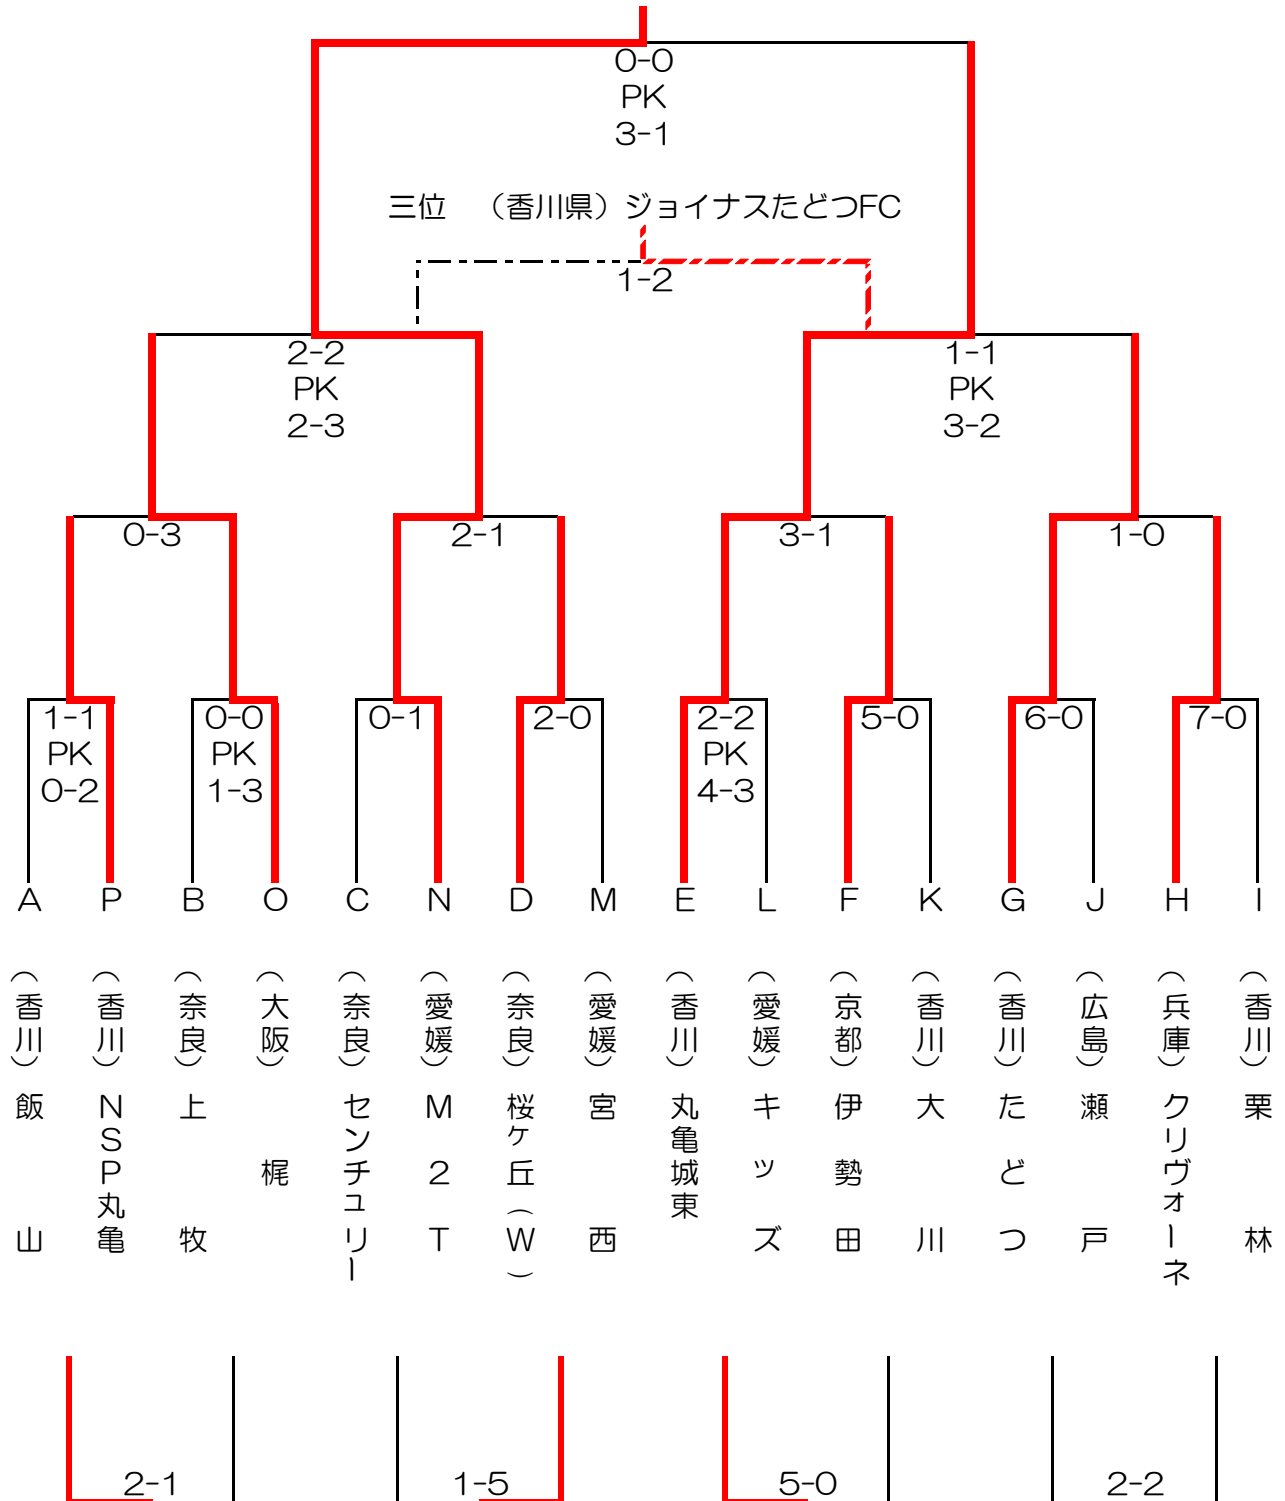 0-0
PK
3-1
三位　（香川県）ジョイナスたどつFC
1-2
2-2
PK
2-3
1-1
PK
3-2
0-3
2-1
3-1
1-0
1-1
PK
0-2
0-0
PK
1-3
0-1
2-0
2-2
PK
4-3
5-0
6-0
7-0
A
P
B
O
C
N
D
M
E
L
F
K
G
J
H
I
（香川）飯山
（香川）NSP丸亀
（奈良）上牧
（大阪）梶
（奈良）センチュリー
（愛媛）M2T
（奈良）桜ケ丘（W）
（愛媛）宮西
（香川）丸亀城東
（愛媛）キッズ
（京都）伊勢田
（香川）大川
（香川）たどつ
（広島）瀬戸
（兵庫）クリヴォーネ
（香川）栗林
2-1
1-5
5-0
2-2